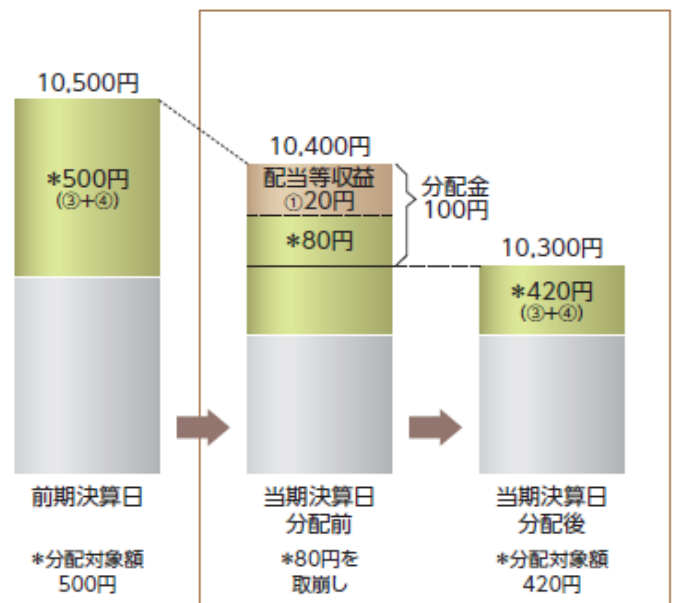 10,500円
*500円
(③+④)
10,400円
配当等収益
①20円
*80円
分配金
100円
10,300円
*420円
(③+④)
前期決算日
*分配対象額
500円
当期決算日
分配前
*80円を
取崩し
当期決算日
分配後
*分配対象額
420円